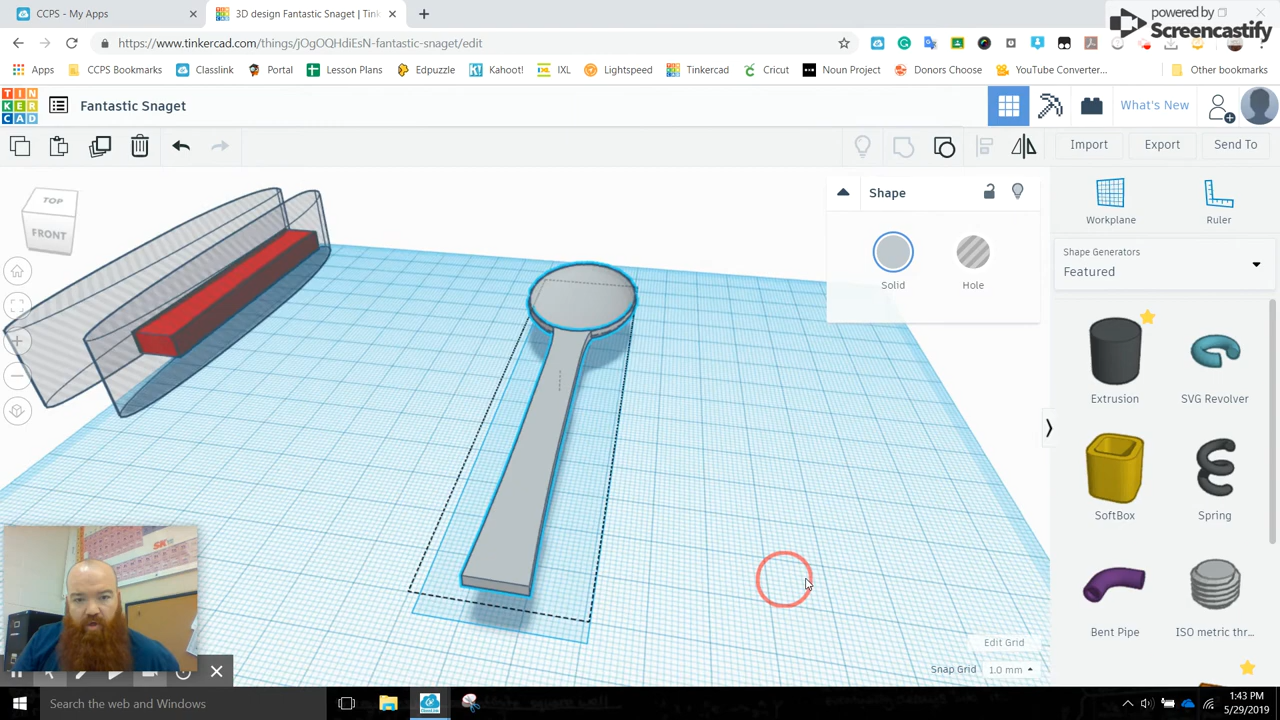 CCPS - My Apps
3D design Fantastic Snaget | Tink
powered by
Screencastify
https://www.tinkercad.com/things/jOgOQHdiEsN-fantastic-snaget/edit
Apps
CCPS Bookmarks
Classlink
Portal
Lesson Plans
Edpuzzle
Kahoot!
IXL
Lightspeed
Tinkercad
Cricut
Noun Project
Donors Choose
YouTube Converter...
Other bookmarks
TIN
KER
CAD
Fantastic Snaget
What's New
Import
Export
Send To
TOP
FRONT
Shape
Solid
Hole
Workplane
Ruler
Shape Generators
Featured
Extrusion
SVG Revolver
SoftBox
Spring
Bent Pipe
ISO metric thr...
Edit Grid
Snap Grid
1.0 mm
Search the web and Windows
1:43 PM
5/29/2019